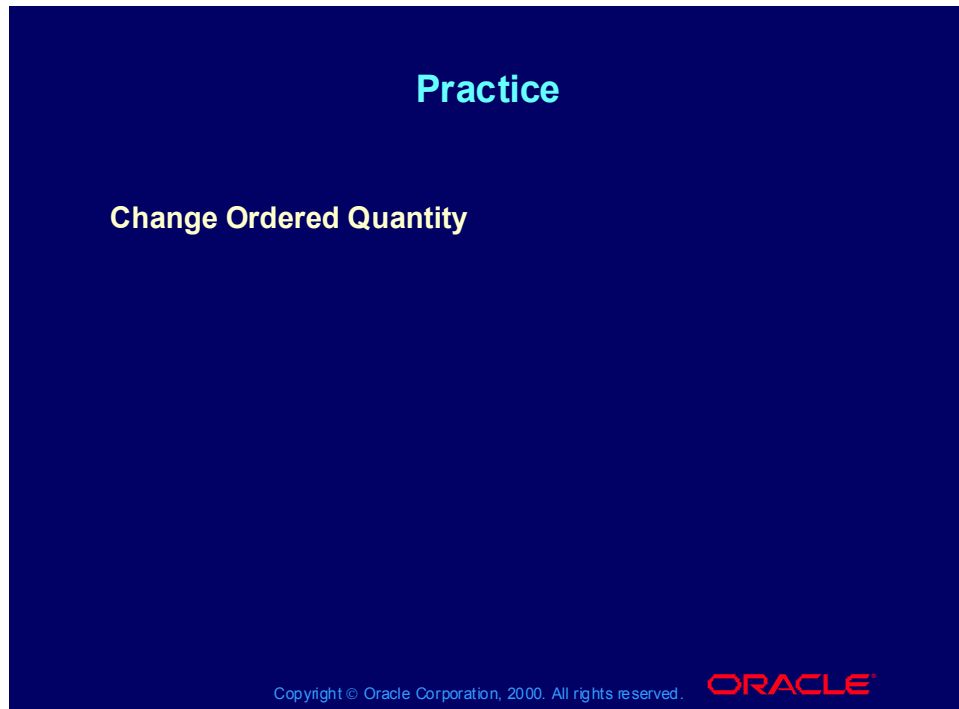 Practice
Change Ordered Quantity
Copyright © Oracle Corporation, 2000. All rights reserved.
ORACLE®